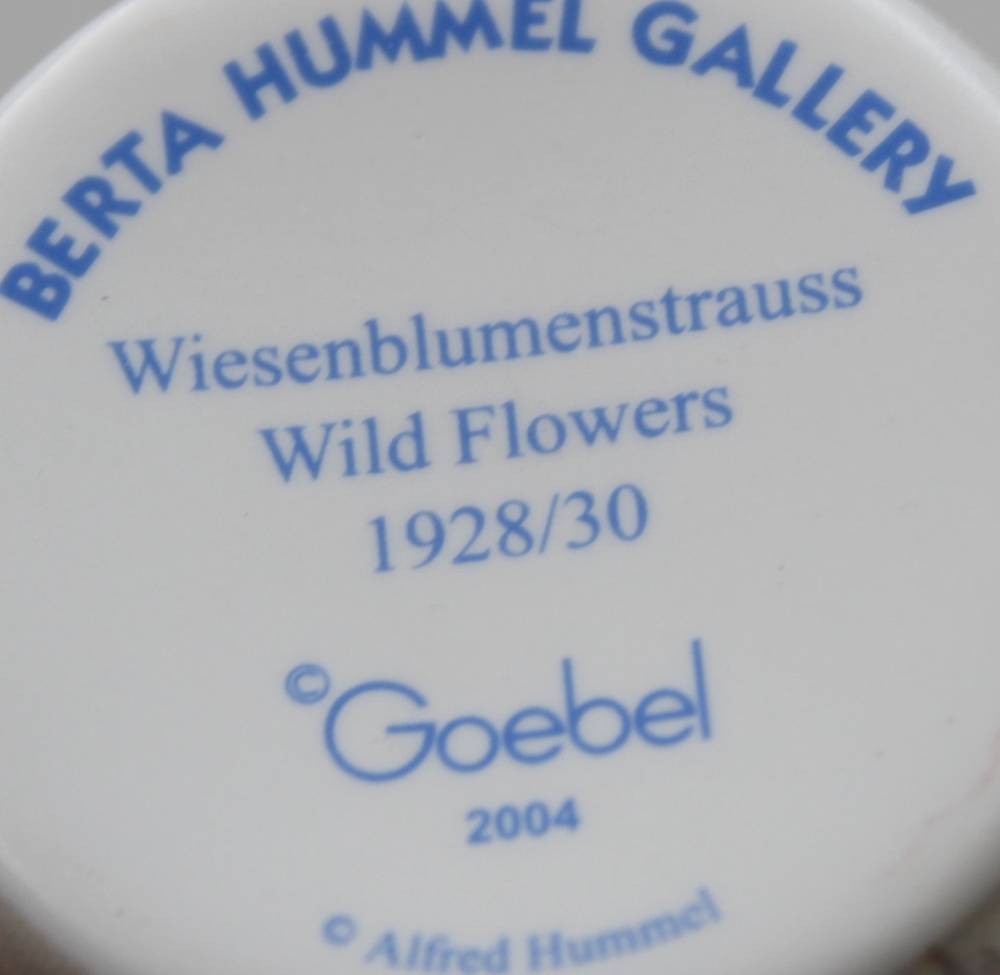 BERTA HUMMEL GALLERY
Wiesenblumenstrauss
Wild Flowers
1928/30
©Goebel
2004
© Alfred Hummel